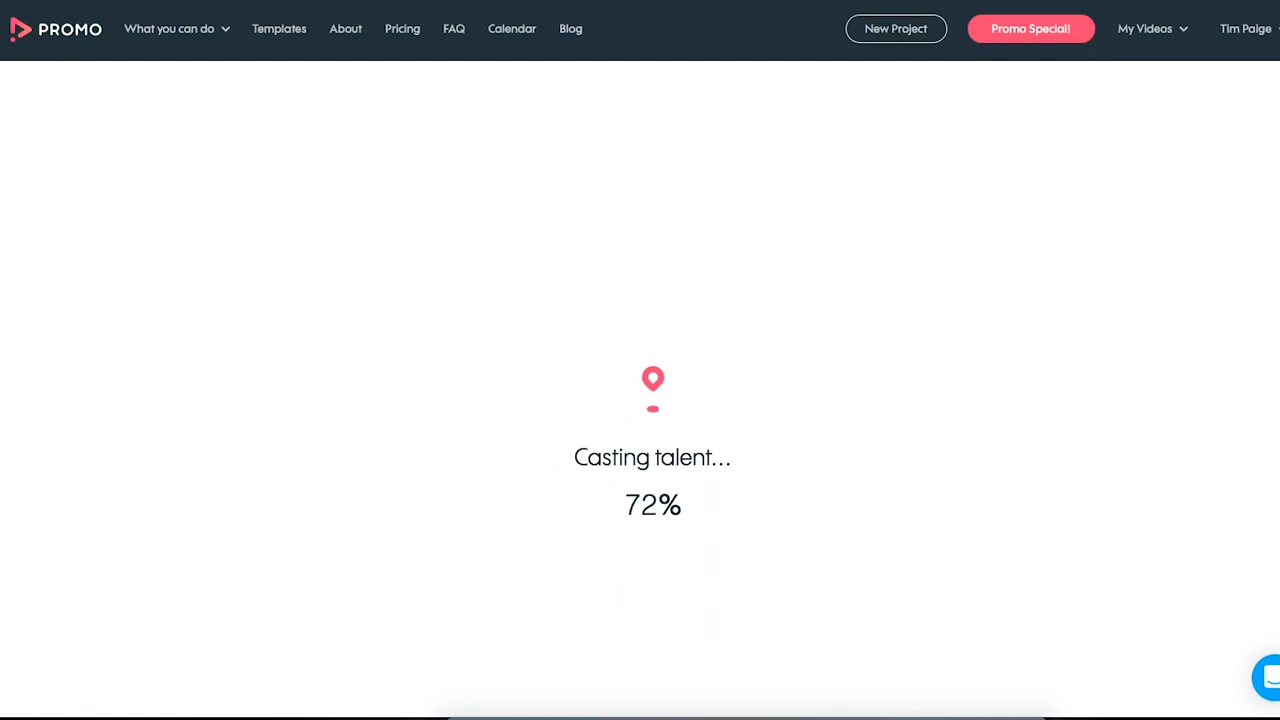 PROMO What you can do Templates About Pricing FAQ Calendar Blog New Project Promo Special! My Videos Tim Paige
Casting talent...
72%